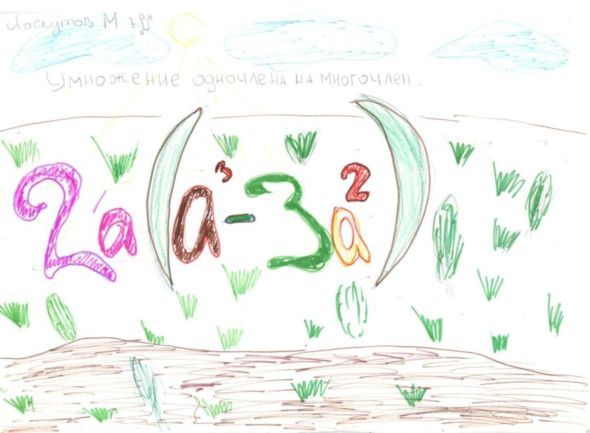 Лоскутов М 7
Умножение одночлена на многочлен.
2a(a³-3a²)